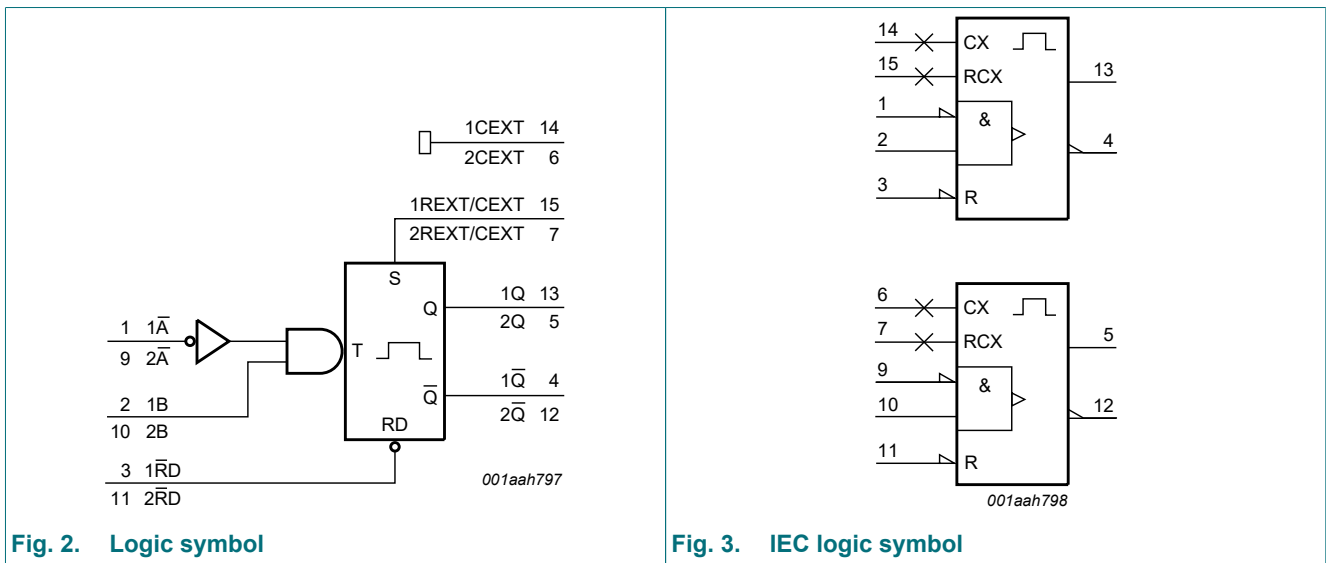 1CEXT 14
2CEXT 6
1REXT/CEXT 15
2REXT/CEXT 7
S
Q
1Q 13
2Q 5
1 1A̅
9 2A̅
T
Q̅
1Q̅ 4
2Q̅ 12
2 1B
10 2B
RD
3 1R̅D
11 2R̅D
001aah797
Fig. 2. Logic symbol
14 CX
15 RCX
13
1
&
2
4
3 R
6 CX
7 RCX
5
9
&
10
12
11 R
001aah798
Fig. 3. IEC logic symbol